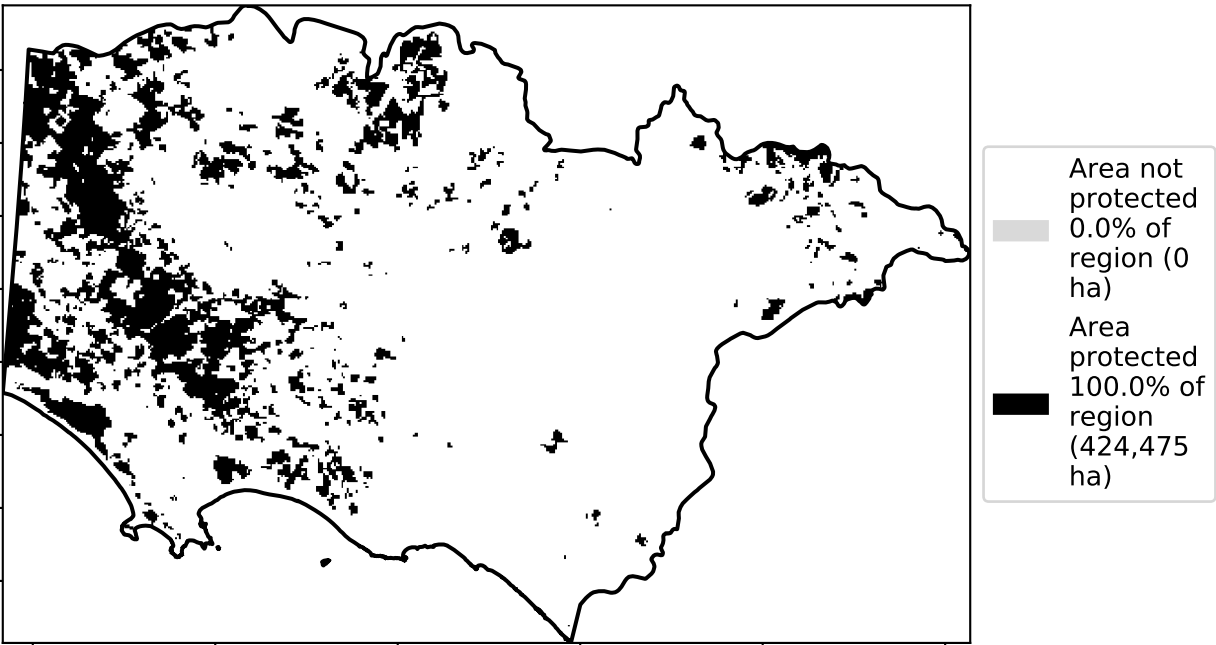 Area not
protected
0.0% of
region (0
ha)
Area
protected
100.0% of
region
(424,475
ha)